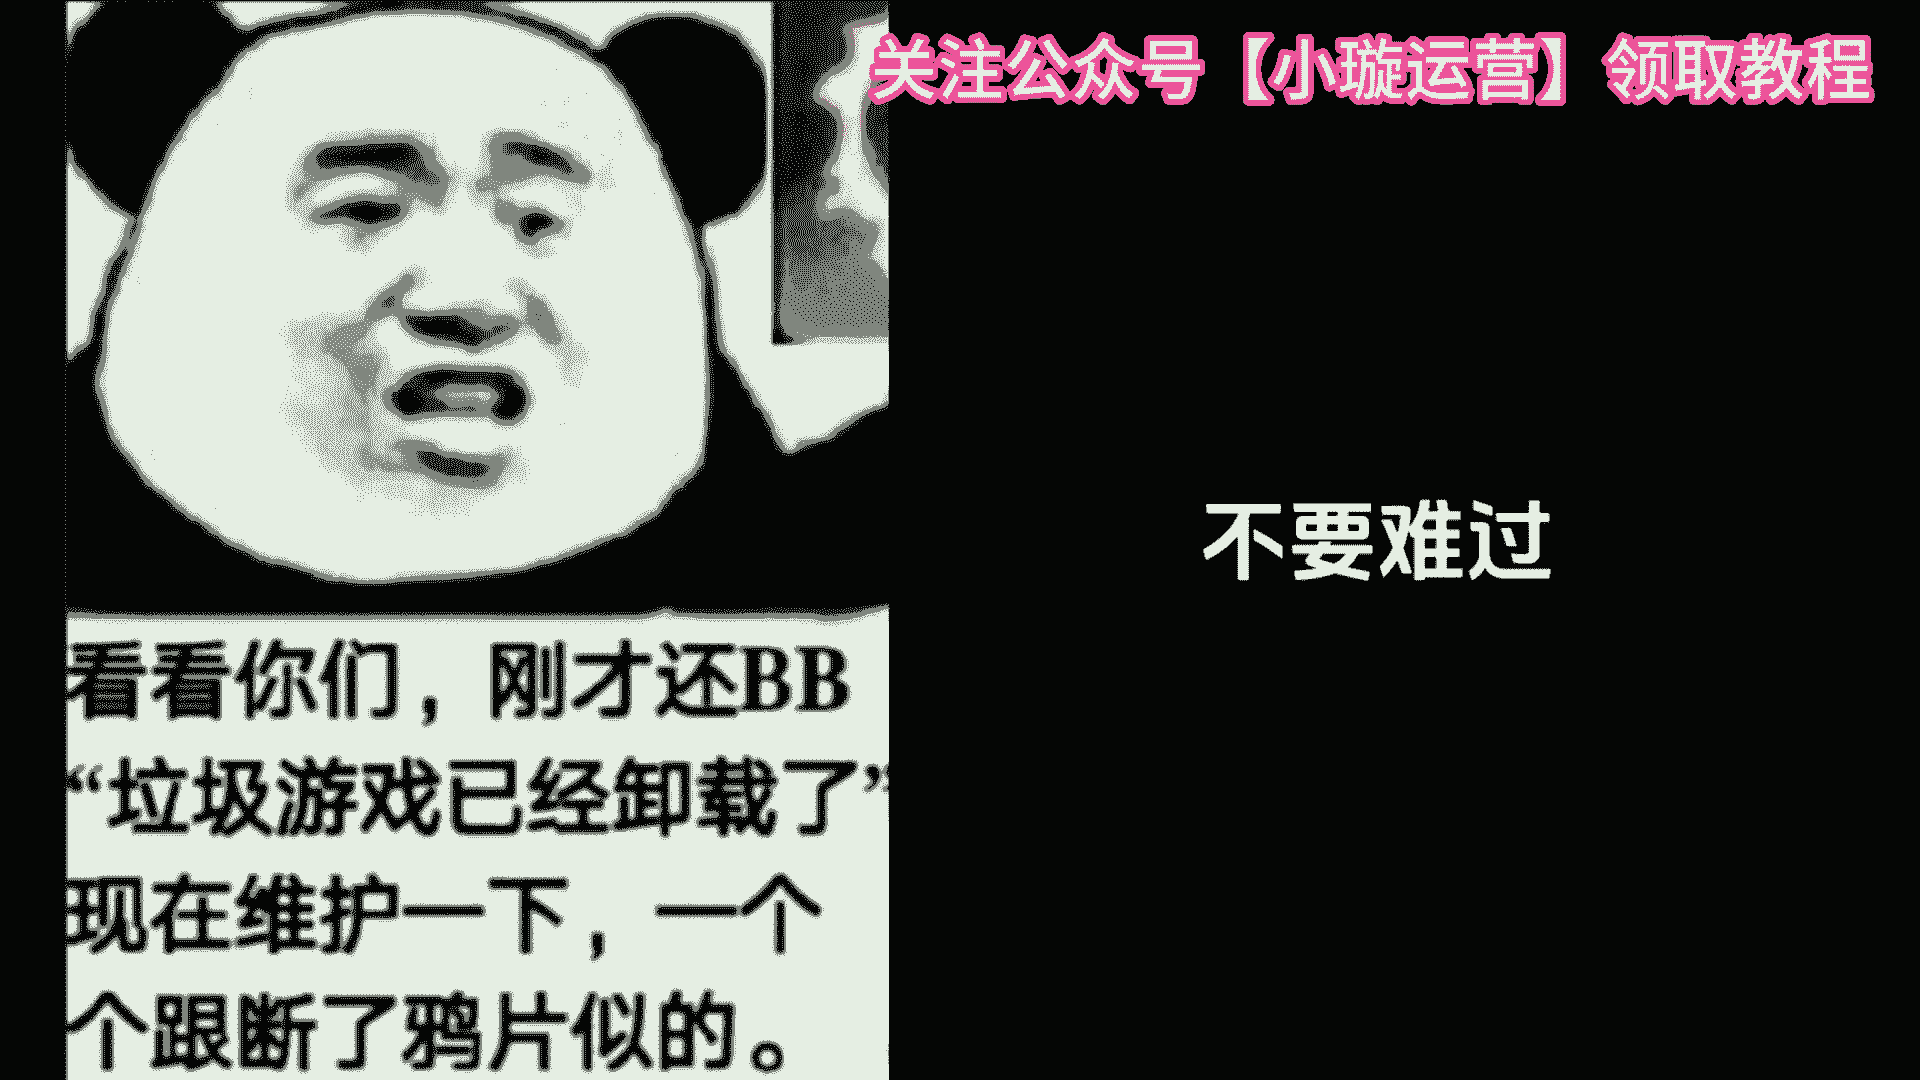 关注公众号【小璇运营】领取教程
不要难过
看看你们，刚才还BB
“垃圾游戏已经卸载了”
现在维护一下，一个
个跟断了鸦片似的。